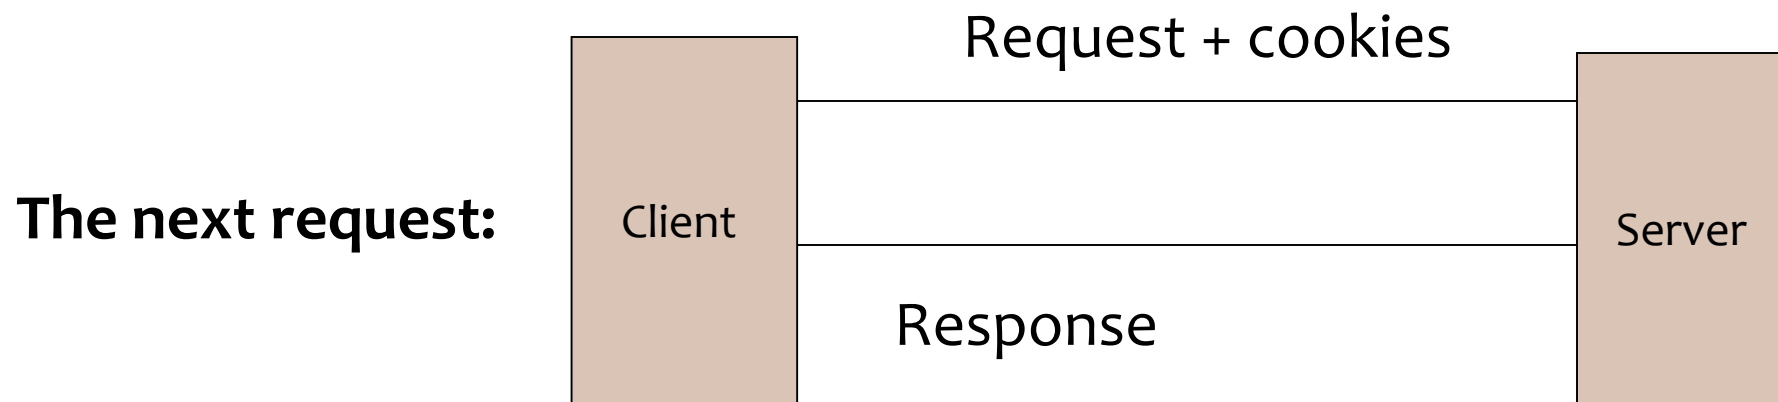 Request + cookies
The next request:
Client
Server
Response